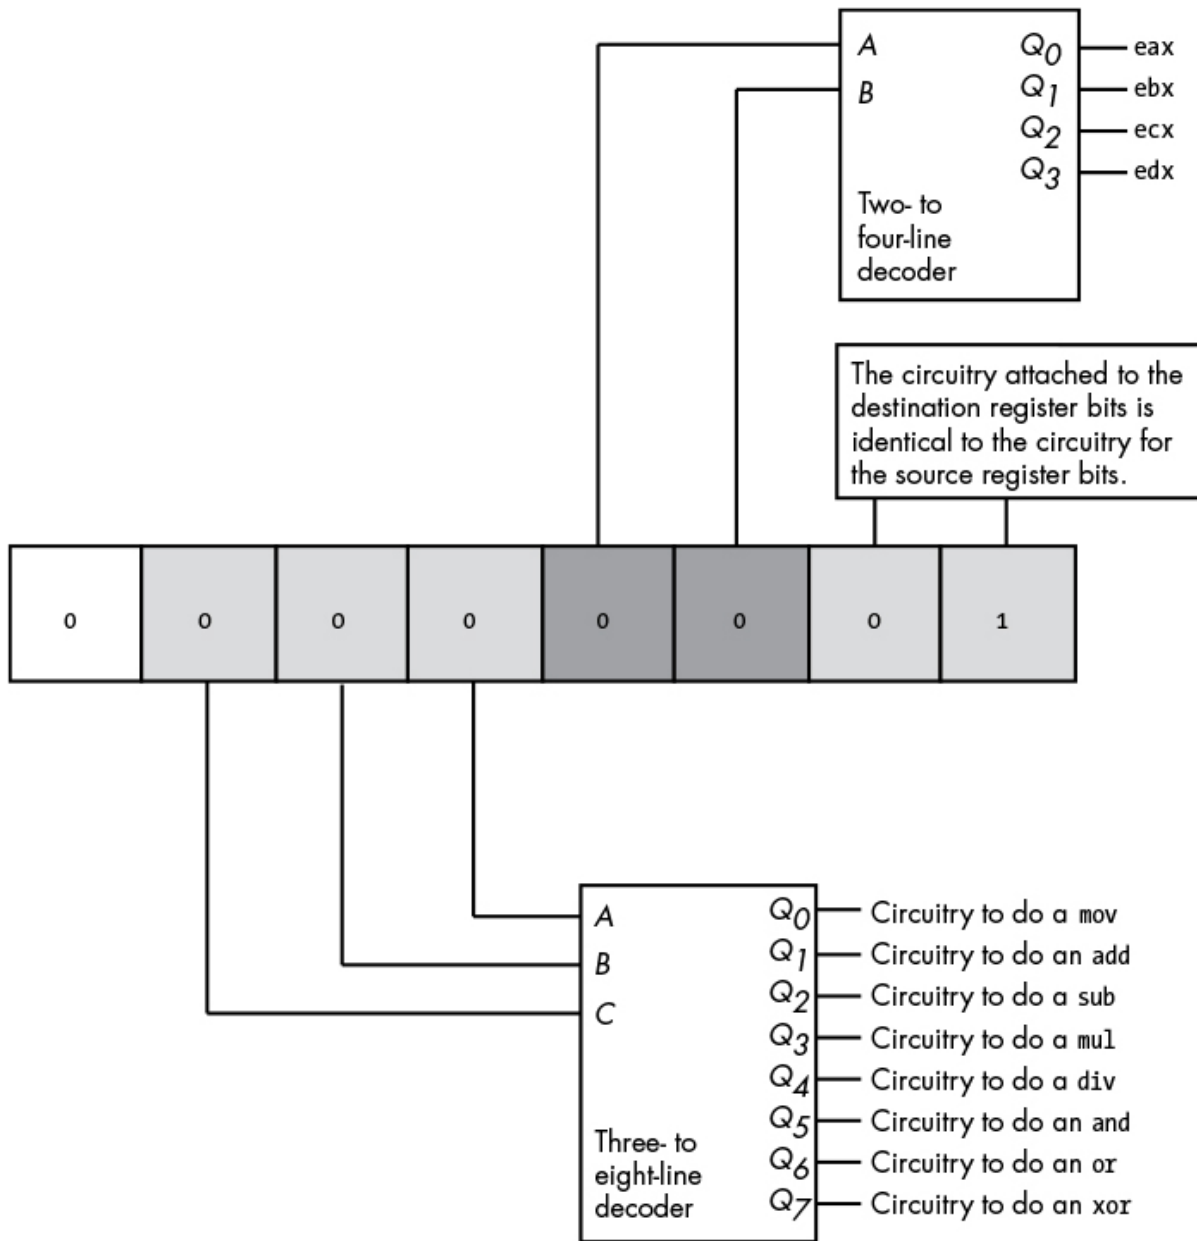 A Q0 eax
B Q1 ebx
Q2 ecx
Q3 edx
Two- to
four-line
decoder
The circuitry attached to the
destination register bits is
identical to the circuitry for
the source register bits.
0 0 0 0 0 0 0 1
A Q0 Circuitry to do a mov
B Q1 Circuitry to do an add
C Q2 Circuitry to do a sub
Q3 Circuitry to do a mul
Q4 Circuitry to do a div
Q5 Circuitry to do an and
Q6 Circuitry to do an or
Q7 Circuitry to do an xor
Three- to
eight-line
decoder